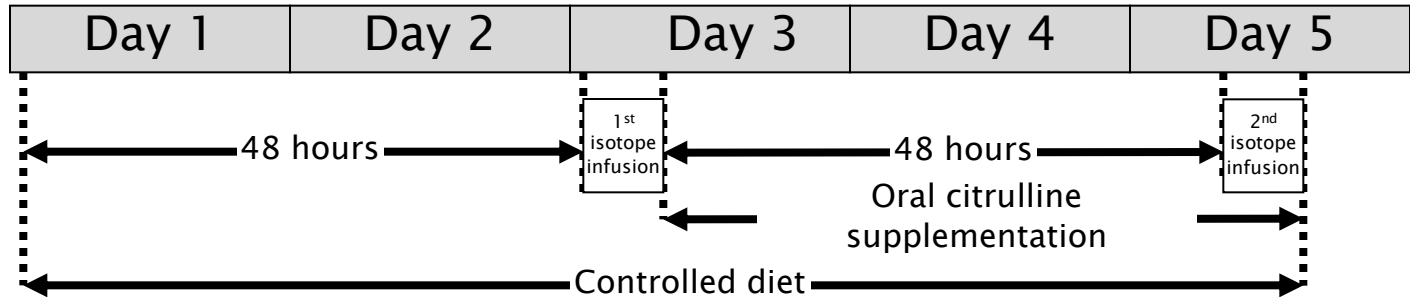 Day 1 Day 2 Day 3 Day 4 Day 5
48 hours
1st
isotope
infusion
48 hours
2nd
isotope
infusion
Oral citrulline
supplementation
Controlled diet